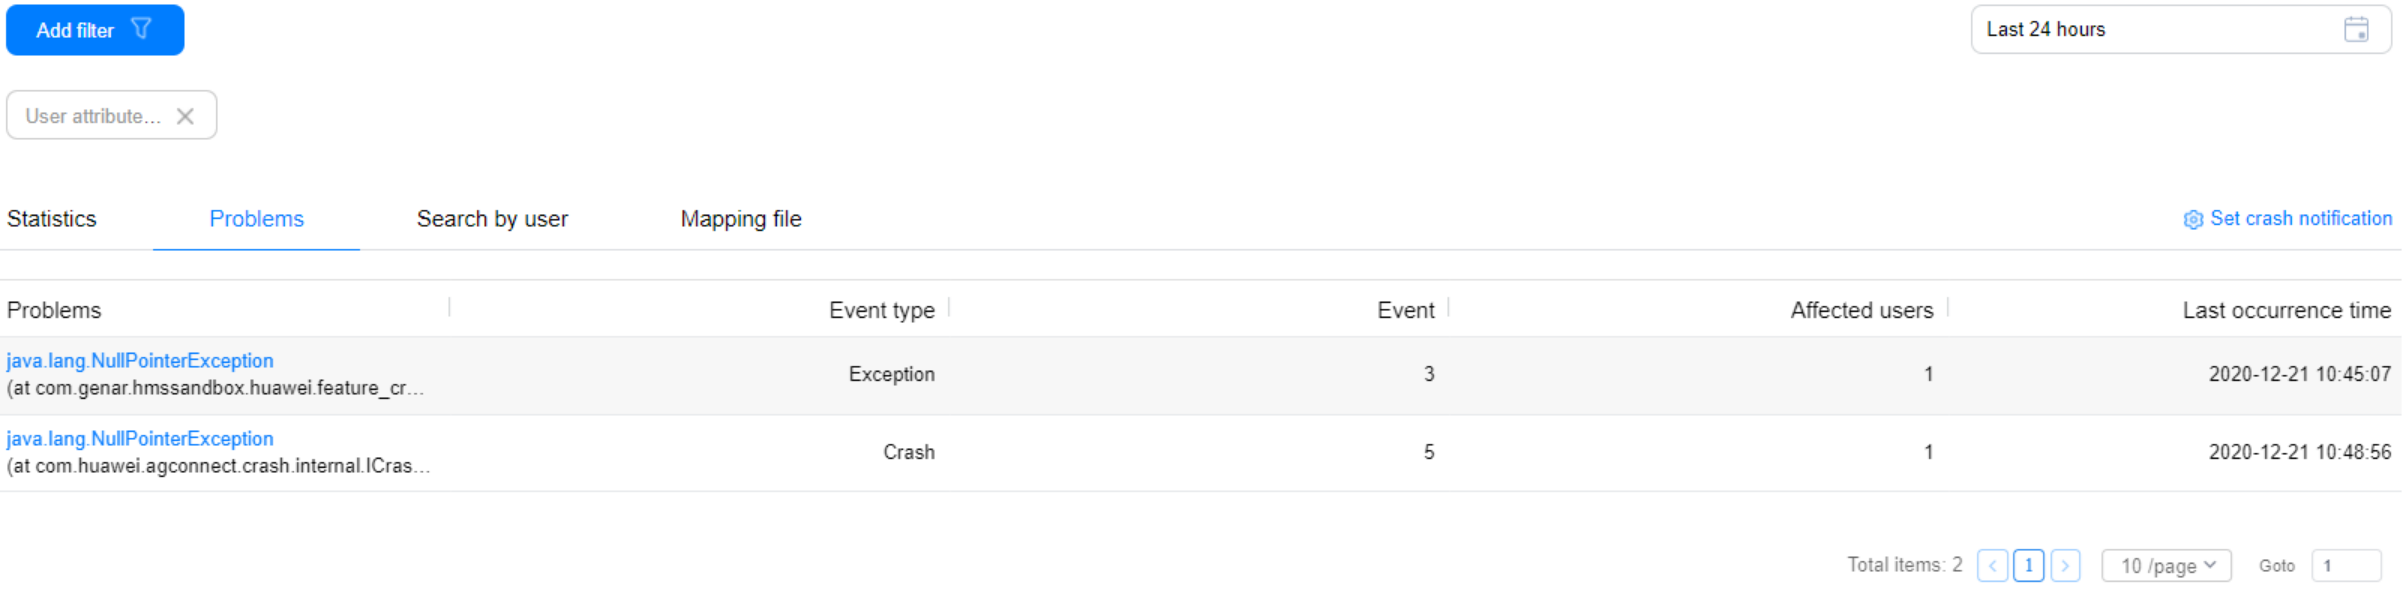 Add filter
Last 24 hours
User attribute...
Statistics Problems Search by user Mapping file Set crash notification
Problems Event type Event Affected users Last occurrence time
java.lang.NullPointerException
(at com.genar.hmssandbox.huawei.feature_cr...
Exception 3 1 2020-12-21 10:45:07
java.lang.NullPointerException
(at com.huawei.agconnect.crash.internal.ICras...
Crash 5 1 2020-12-21 10:48:56
Total items: 2 < 1 > 10 /page Goto 1